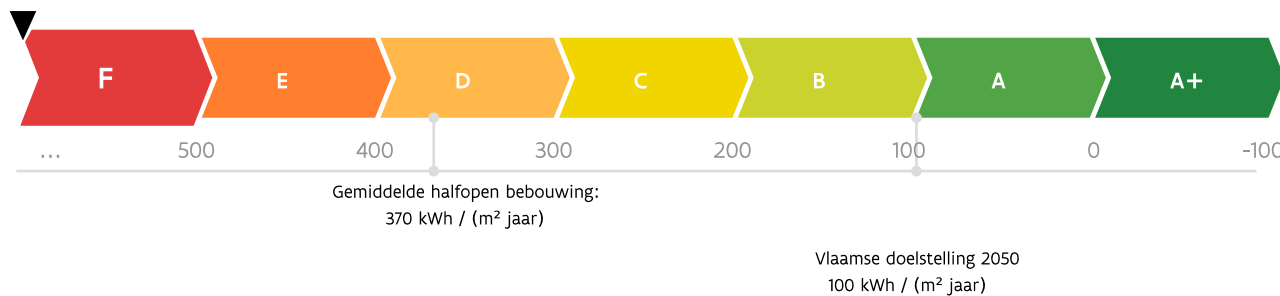 F E D C B A A+
... 500 400 300 200 100 0 -100
Gemiddelde halfopen bebouwing:
370 kWh / (m² jaar)
Vlaamse doelstelling 2050
100 kWh / (m² jaar)